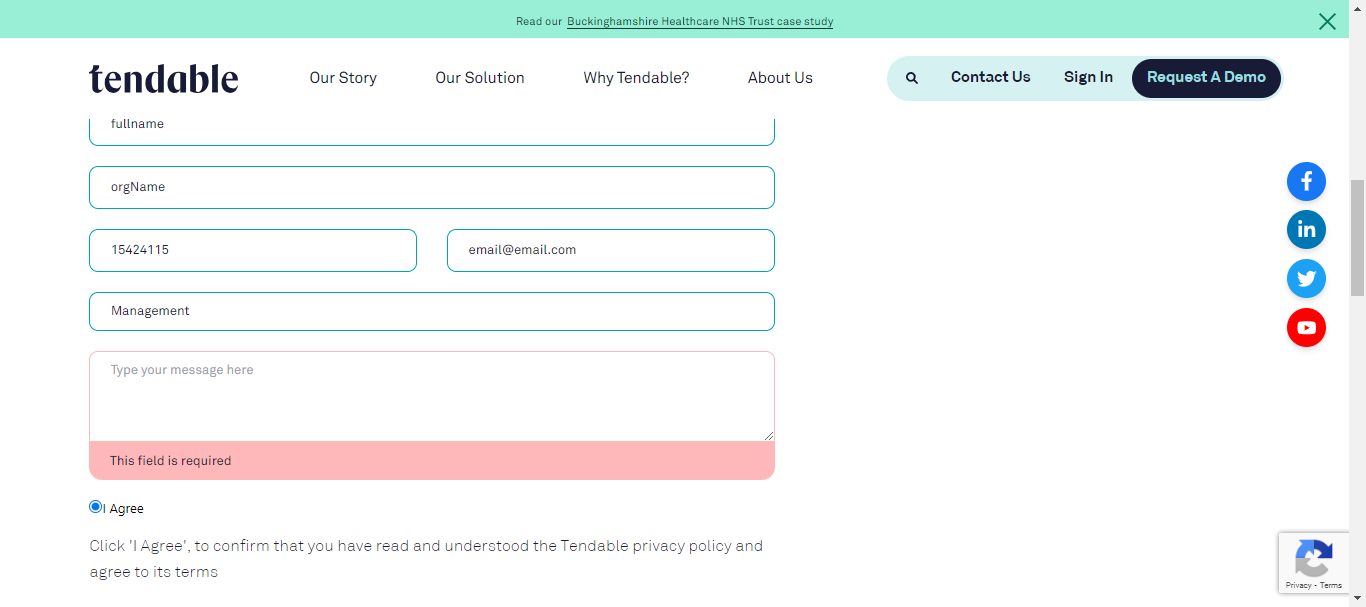 Read our Buckinghamshire Healthcare NHS Trust case study
tendable
Our Story
Our Solution
Why Tendable?
About Us
Contact Us
Sign In
Request A Demo
fullname
orgName
15424115
email@email.com
Management
Type your message here
This field is required
I Agree
Click 'I Agree', to confirm that you have read and understood the Tendable privacy policy and
agree to its terms
in
Privacy - Terms